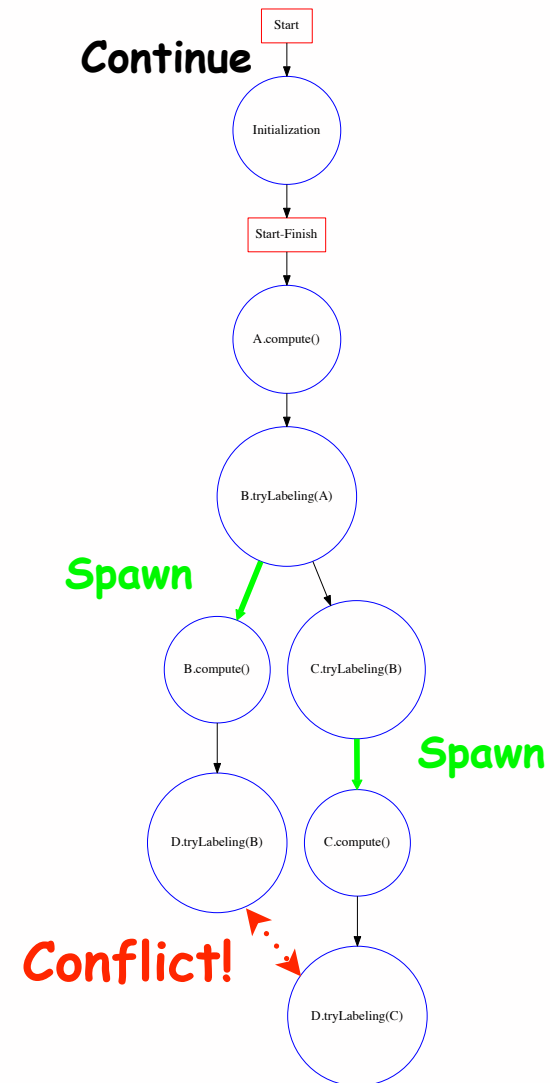 Start
Continue
Initialization
Start-Finish
A.compute()
B.tryLabeling(A)
Spawn
B.compute()
C.tryLabeling(B)
Spawn
D.tryLabeling(B)
C.compute()
Conflict!
D.tryLabeling(C)